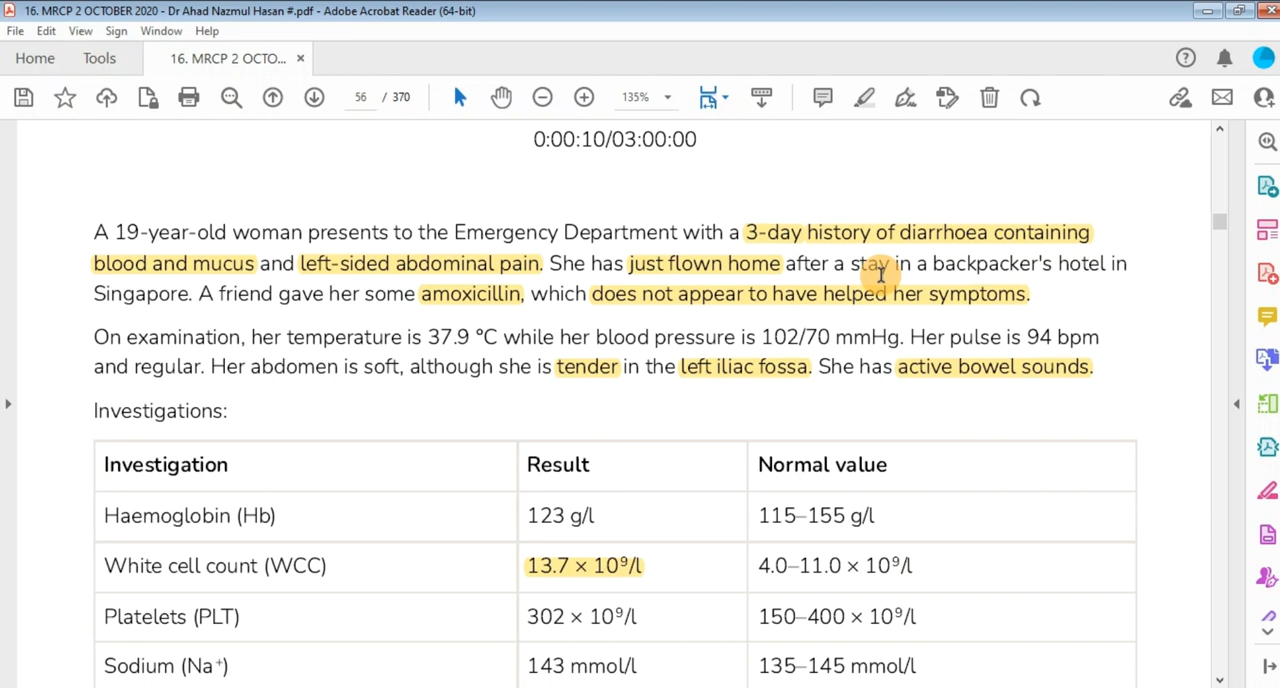 16. MRCP 2 OCTOBER 2020 - Dr Ahad Nazmul Hasan #.pdf - Adobe Acrobat Reader (64-bit)
File Edit View Sign Window Help
Home Tools 16. MRCP 2 OCTO... ×
56 / 370 135%
0:00:10/03:00:00
A 19-year-old woman presents to the Emergency Department with a 3-day history of diarrhoea containing
blood and mucus and left-sided abdominal pain. She has just flown home after a stay in a backpacker's hotel in
Singapore. A friend gave her some amoxicillin, which does not appear to have helped her symptoms.
On examination, her temperature is 37.9 °C while her blood pressure is 102/70 mmHg. Her pulse is 94 bpm
and regular. Her abdomen is soft, although she is tender in the left iliac fossa. She has active bowel sounds.
Investigations:
Investigation Result Normal value
Haemoglobin (Hb) 123 g/l 115–155 g/l
White cell count (WCC) 13.7 × 10⁹/l 4.0–11.0 × 10⁹/l
Platelets (PLT) 302 × 10⁹/l 150–400 × 10⁹/l
Sodium (Na⁺) 143 mmol/l 135–145 mmol/l